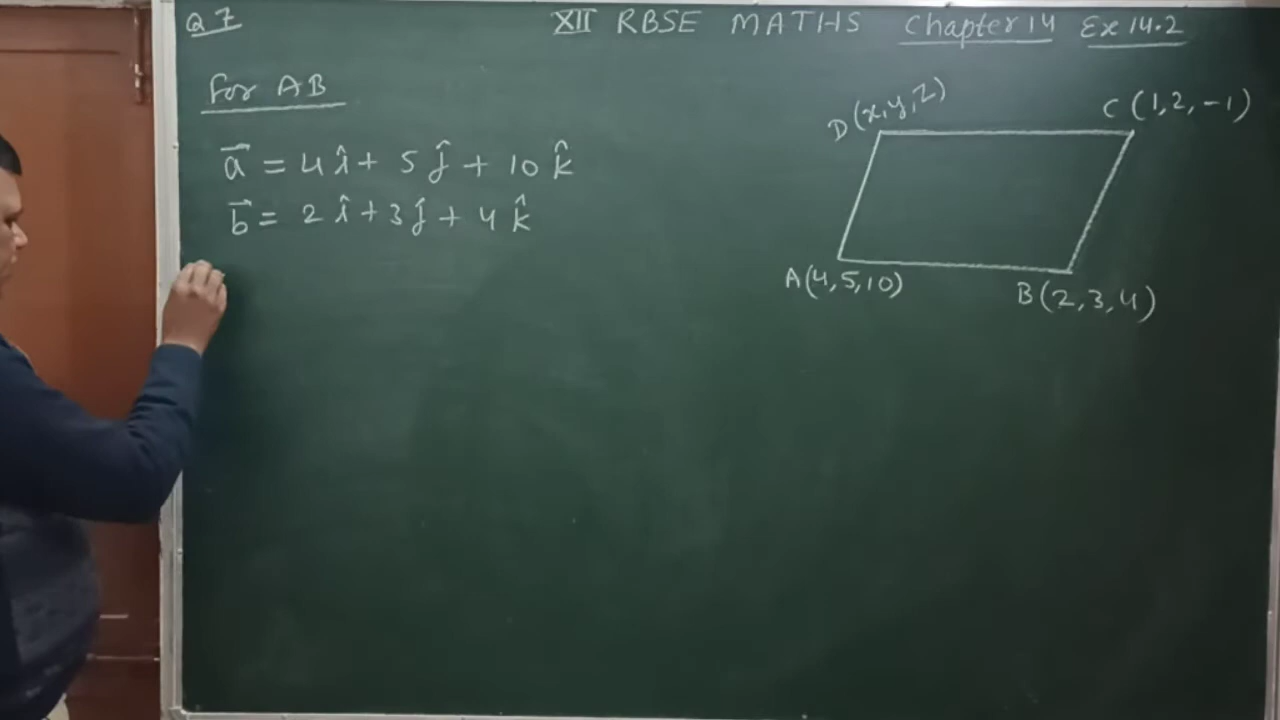 Q 7
XII RBSE MATHS Chapter 14 Ex 14.2
For AB
a⃗ = 4î + 5ĵ + 10k̂
b⃗ = 2î + 3ĵ + 4k̂
D (x,y,z)
C (1,2,-1)
A(4,5,10)
B(2,3,4)